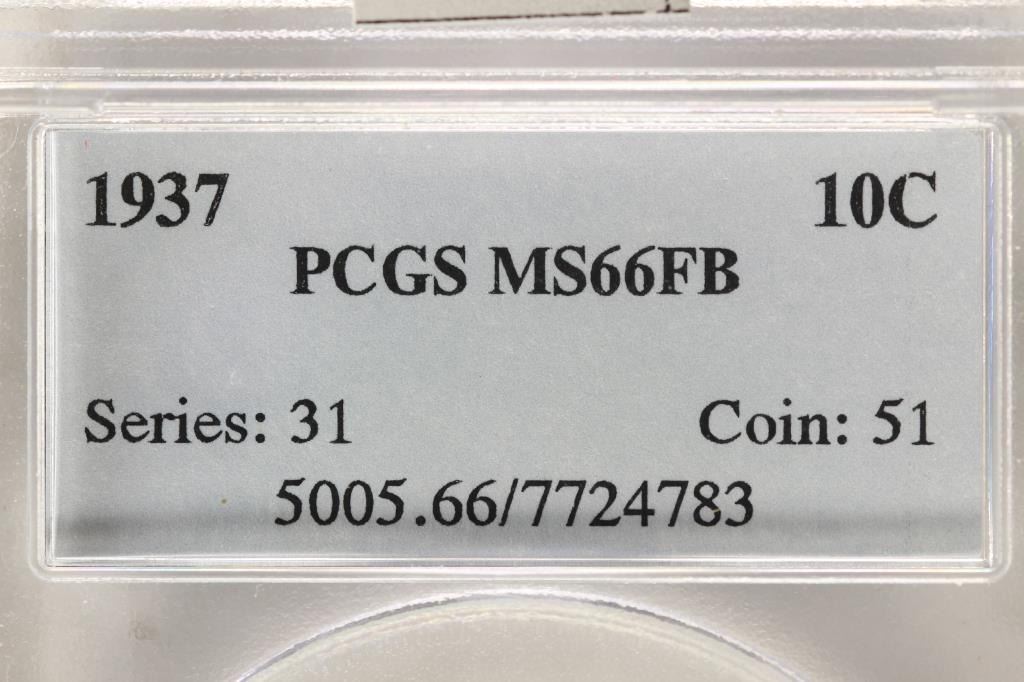 1937 10C
PCGS MS66FB
Series: 31 Coin: 51
5005.66/7724783